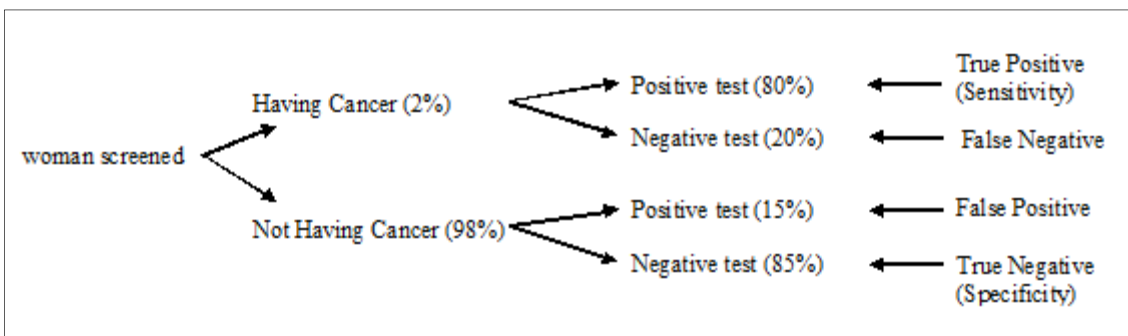 woman screened
Having Cancer (2%)
Not Having Cancer (98%)
Positive test (80%)
Negative test (20%)
Positive test (15%)
Negative test (85%)
True Positive
(Sensitivity)
False Negative
False Positive
True Negative
(Specificity)